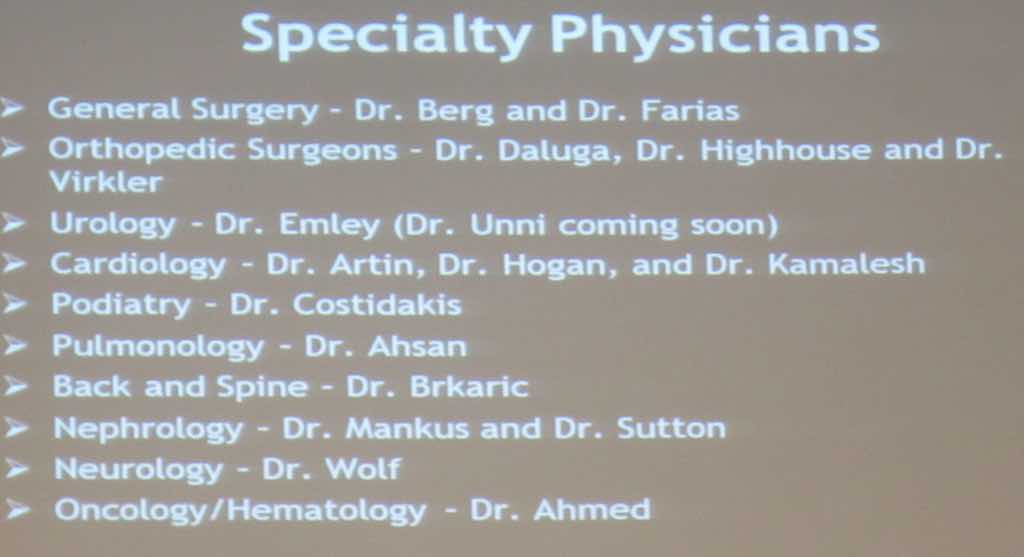 Specialty Physicians
➢ General Surgery - Dr. Berg and Dr. Farias
➢ Orthopedic Surgeons - Dr. Daluga, Dr. Highhouse and Dr.
Virkler
➢ Urology - Dr. Emley (Dr. Unni coming soon)
➢ Cardiology - Dr. Artin, Dr. Hogan, and Dr. Kamalesh
➢ Podiatry - Dr. Costidakis
➢ Pulmonology - Dr. Ahsan
➢ Back and Spine - Dr. Brkaric
➢ Nephrology - Dr. Mankus and Dr. Sutton
➢ Neurology - Dr. Wolf
➢ Oncology/Hematology - Dr. Ahmed